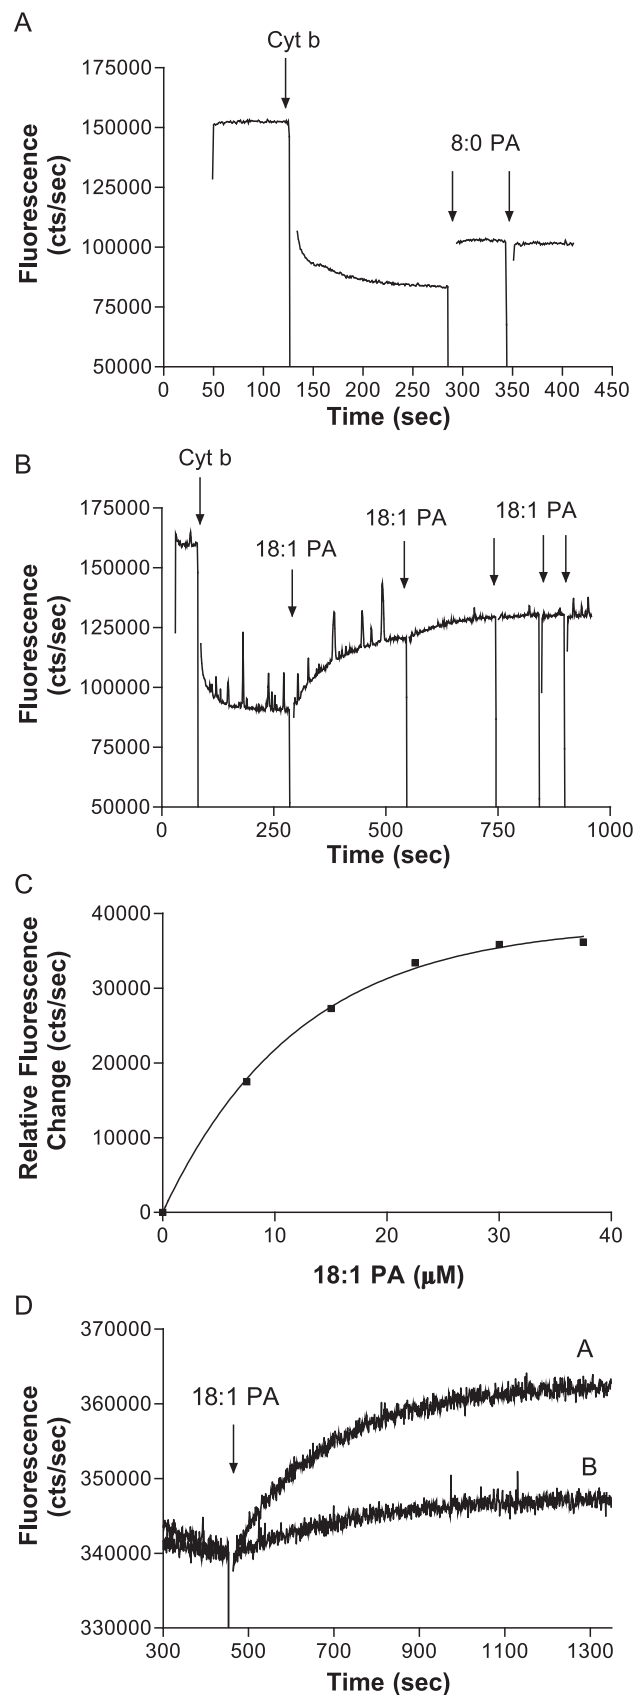 A
Cyt b
175000
150000
8:0 PA
125000
100000
75000
50000
Fluorescence
(cts/sec)
0 50 100 150 200 250 300 350 400 450
Time (sec)
B
Cyt b
175000
18:1 PA 18:1 PA
18:1 PA
150000
125000
100000
75000
50000
Fluorescence
(cts/sec)
0 250 500 750 1000
Time (sec)
C
40000
30000
20000
10000
0
Relative Fluorescence
Change (cts/sec)
0 10 20 30 40
18:1 PA (μM)
D
370000
A
18:1 PA
360000
B
350000
340000
330000
Fluorescence
(cts/sec)
300 500 700 900 1100 1300
Time (sec)